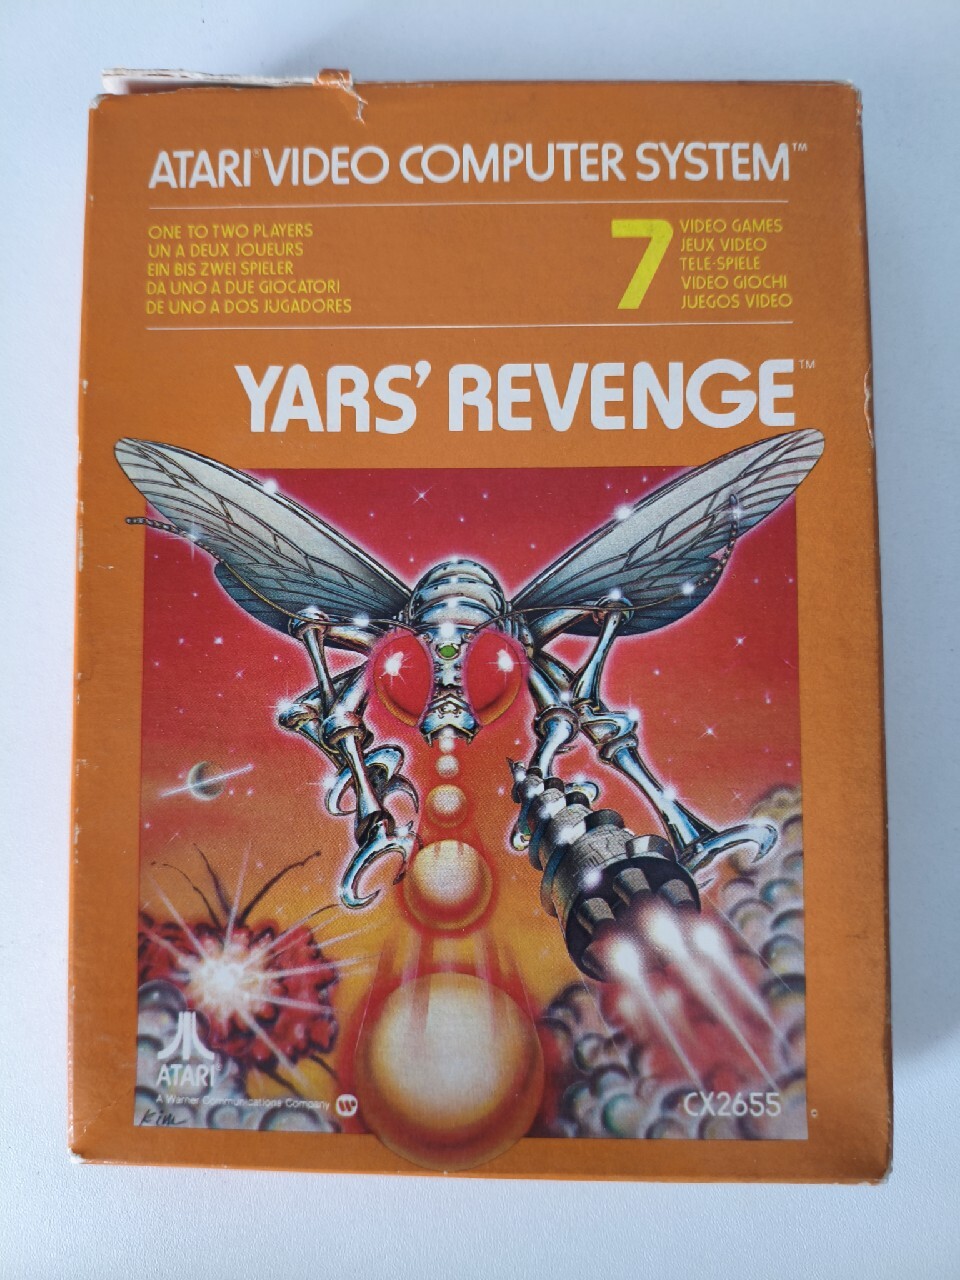 ATARI® VIDEO COMPUTER SYSTEM™
ONE TO TWO PLAYERS
UN A DEUX JOUEURS
EIN BIS ZWEI SPIELER
DA UNO A DUE GIOCATORI
DE UNO A DOS JUGADORES
7
VIDEO GAMES
JEUX VIDEO
TELE-SPIELE
VIDEO GIOCHI
JUEGOS VIDEO
YARS' REVENGE™
ATARI®
A Warner Communications Company
Kim
CX2655